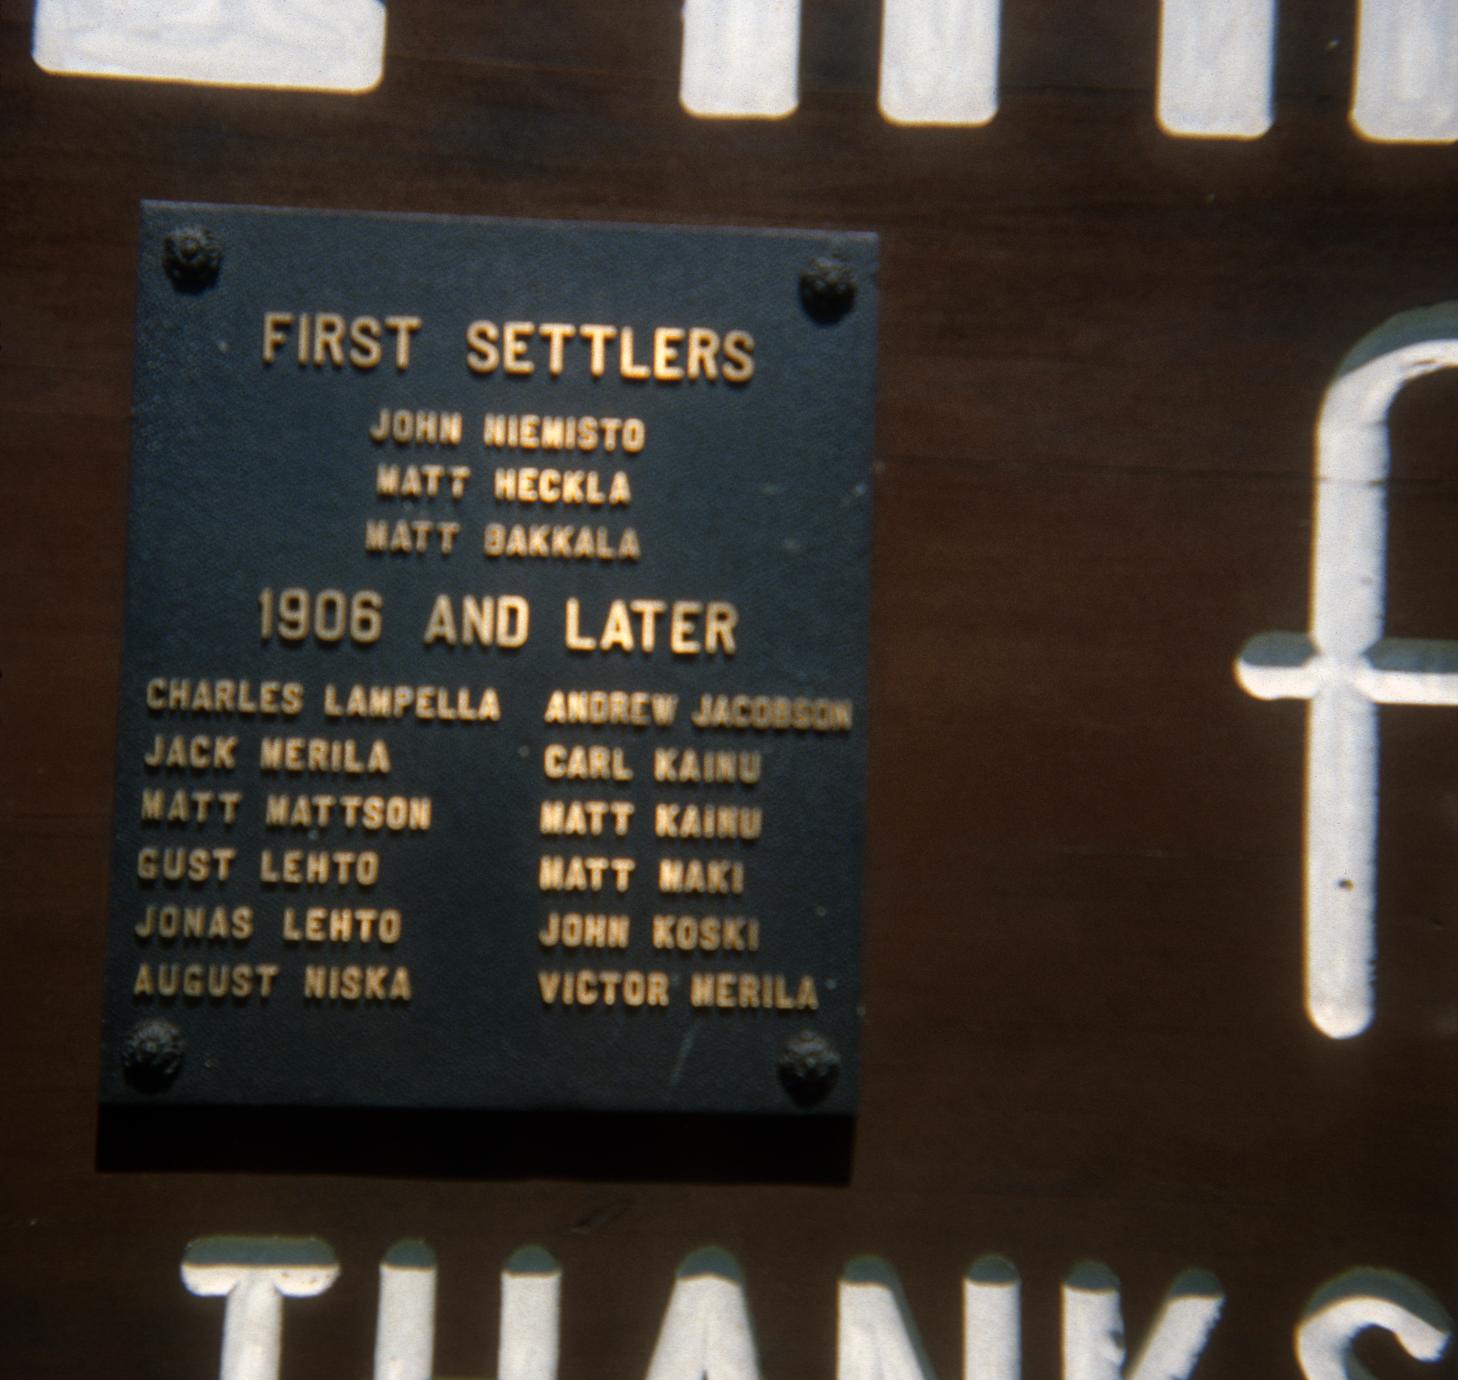 FIRST SETTLERS
JOHN NIEMISTO
MATT HECKLA
MATT BAKKALA
1906 AND LATER
CHARLES LAMPELLA ANDREW JACOBSON
JACK MERILA CARL KAINU
MATT MATTSON MATT KAINU
GUST LEHTO MATT MAKI
JONAS LEHTO JOHN KOSKI
AUGUST NISKA VICTOR MERILA
THANKS